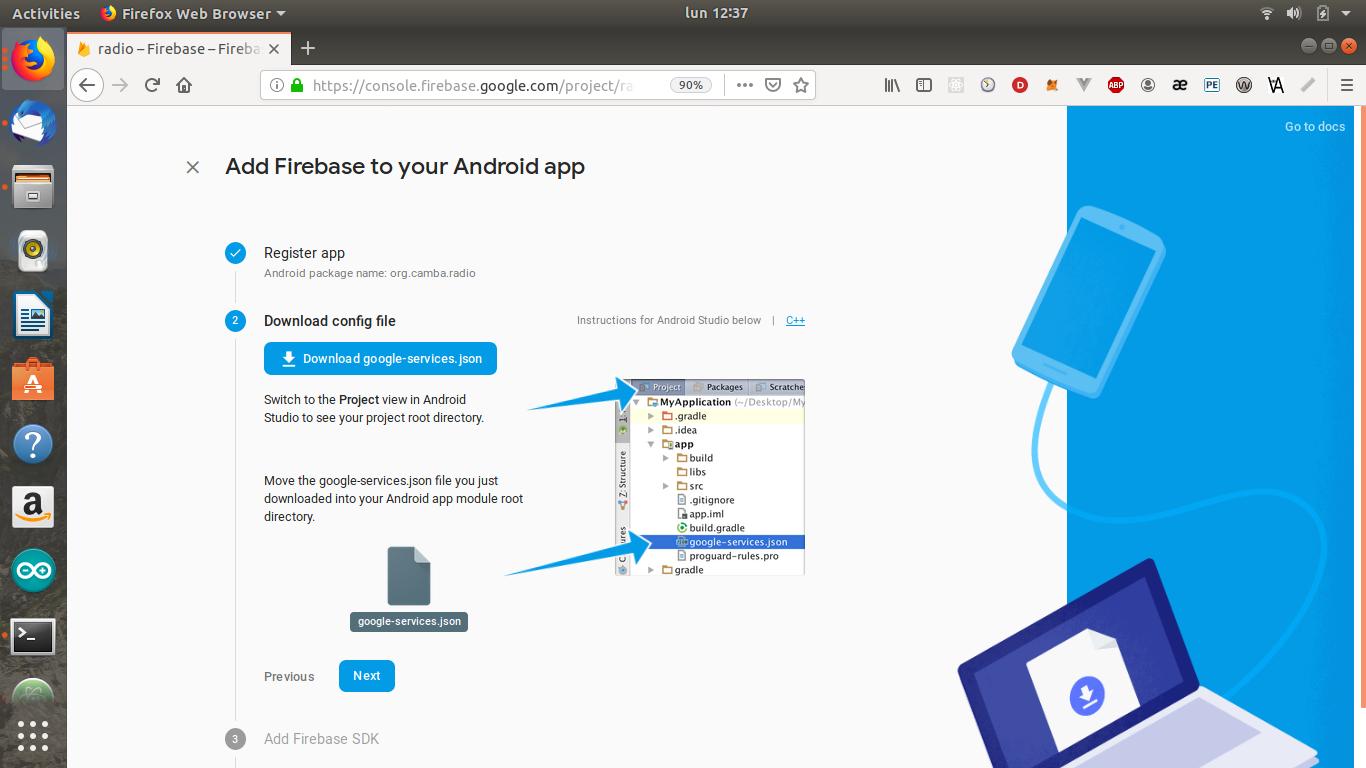 Activities
Firefox Web Browser
lun 12:37
radio – Firebase – Fireba
https://console.firebase.google.com/project/ra
90%
D
ABP
æ
PE
W
Go to docs
Add Firebase to your Android app
Register app
Android package name: org.camba.radio
2
Download config file
Instructions for Android Studio below | C++
Download google-services.json
Switch to the Project view in Android
Studio to see your project root directory.
Move the google-services.json file you just
downloaded into your Android app module root
directory.
google-services.json
Project
Packages
Scratches
MyApplication (~/Desktop/My
.gradle
.idea
app
build
libs
src
.gitignore
app.iml
build.gradle
google-services.json
proguard-rules.pro
gradle
Z: Structure
Previous
Next
3
Add Firebase SDK